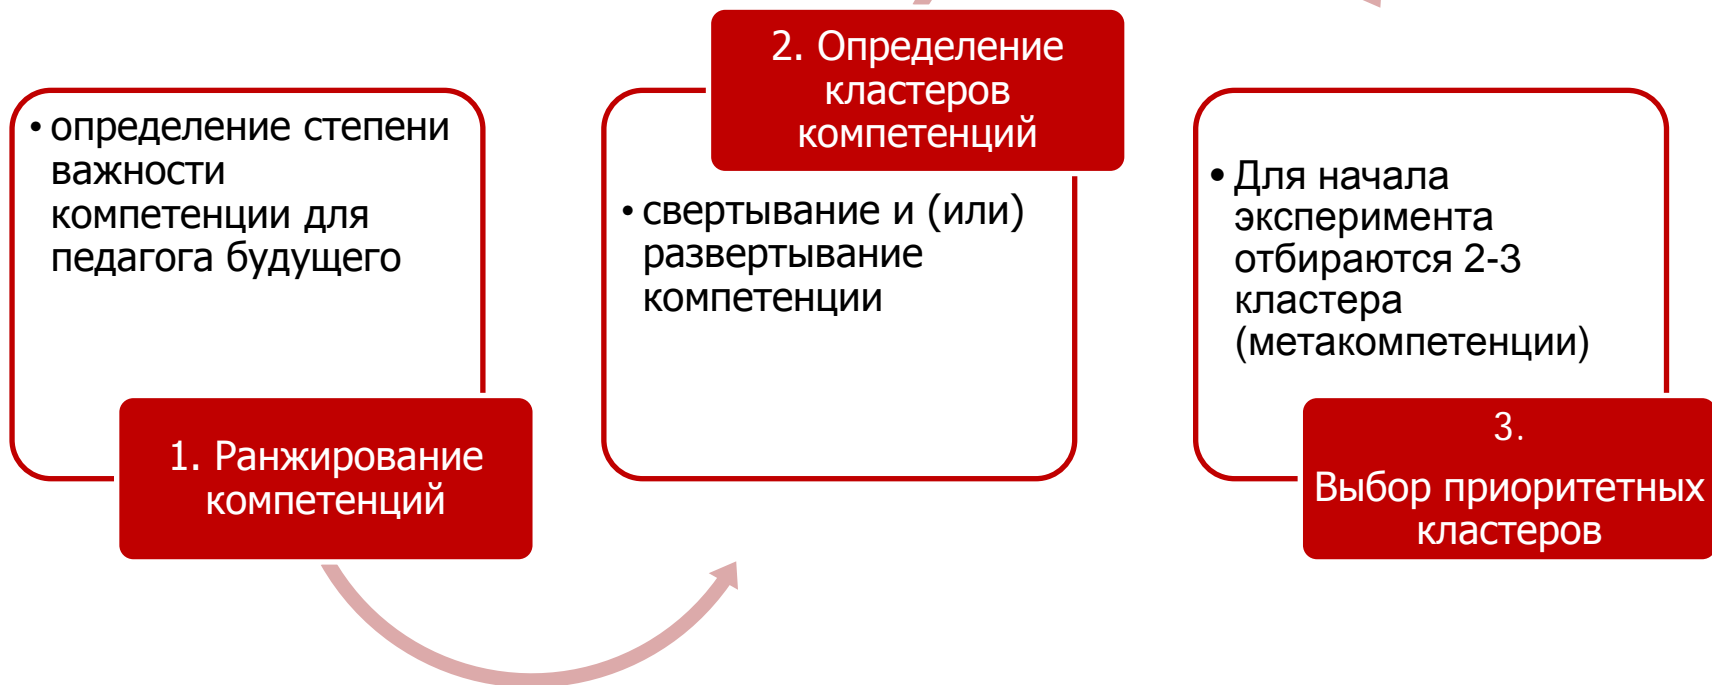 • определение степени
важности
компетенции для
педагога будущего
1. Ранжирование
компетенций
2. Определение
кластеров
компетенций
• свертывание и (или)
развертывание
компетенции
• Для начала
эксперимента
отбираются 2-3
кластера
(метакомпетенции)
3.
Выбор приоритетных
кластеров